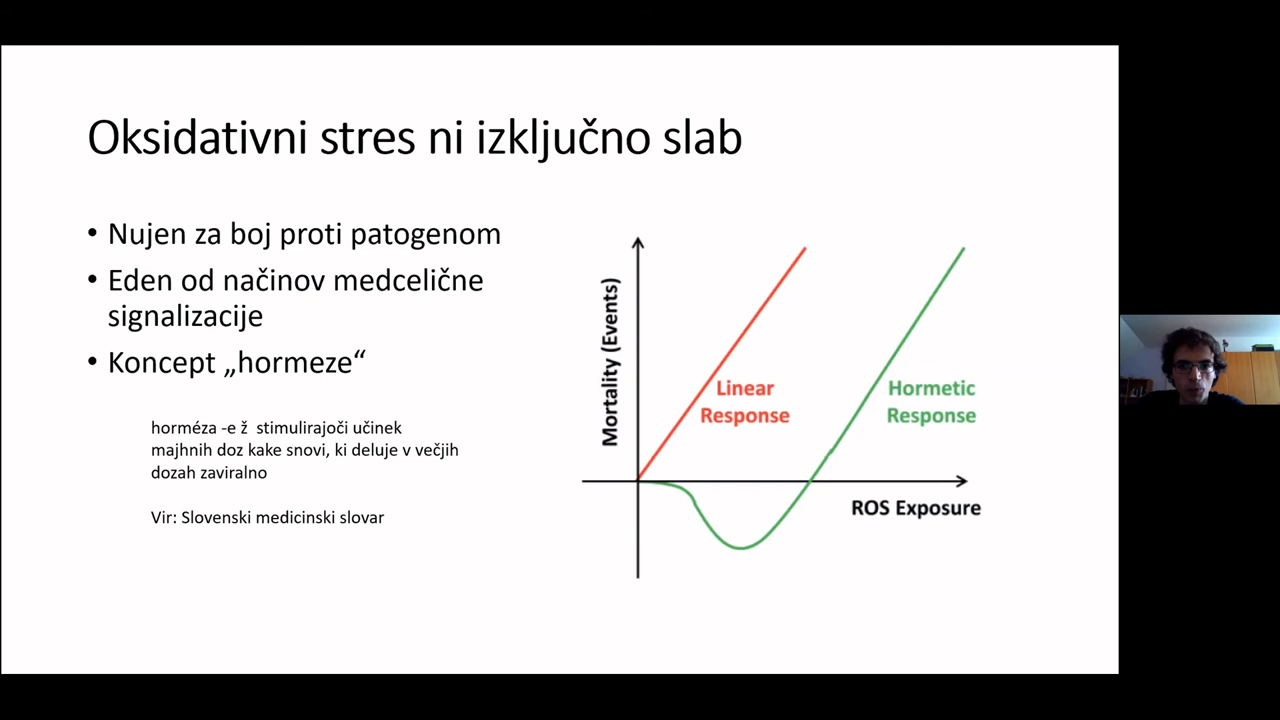 Oksidativni stres ni izključno slab
• Nujen za boj proti patogenom
• Eden od načinov medcelične
signalizacije
• Koncept „hormeze“
horméza -e ž  stimulirajoči učinek
majhnih doz kake snovi, ki deluje v večjih
dozah zaviralno
Vir: Slovenski medicinski slovar
Mortality (Events)
Linear
Response
Hormetic
Response
ROS Exposure